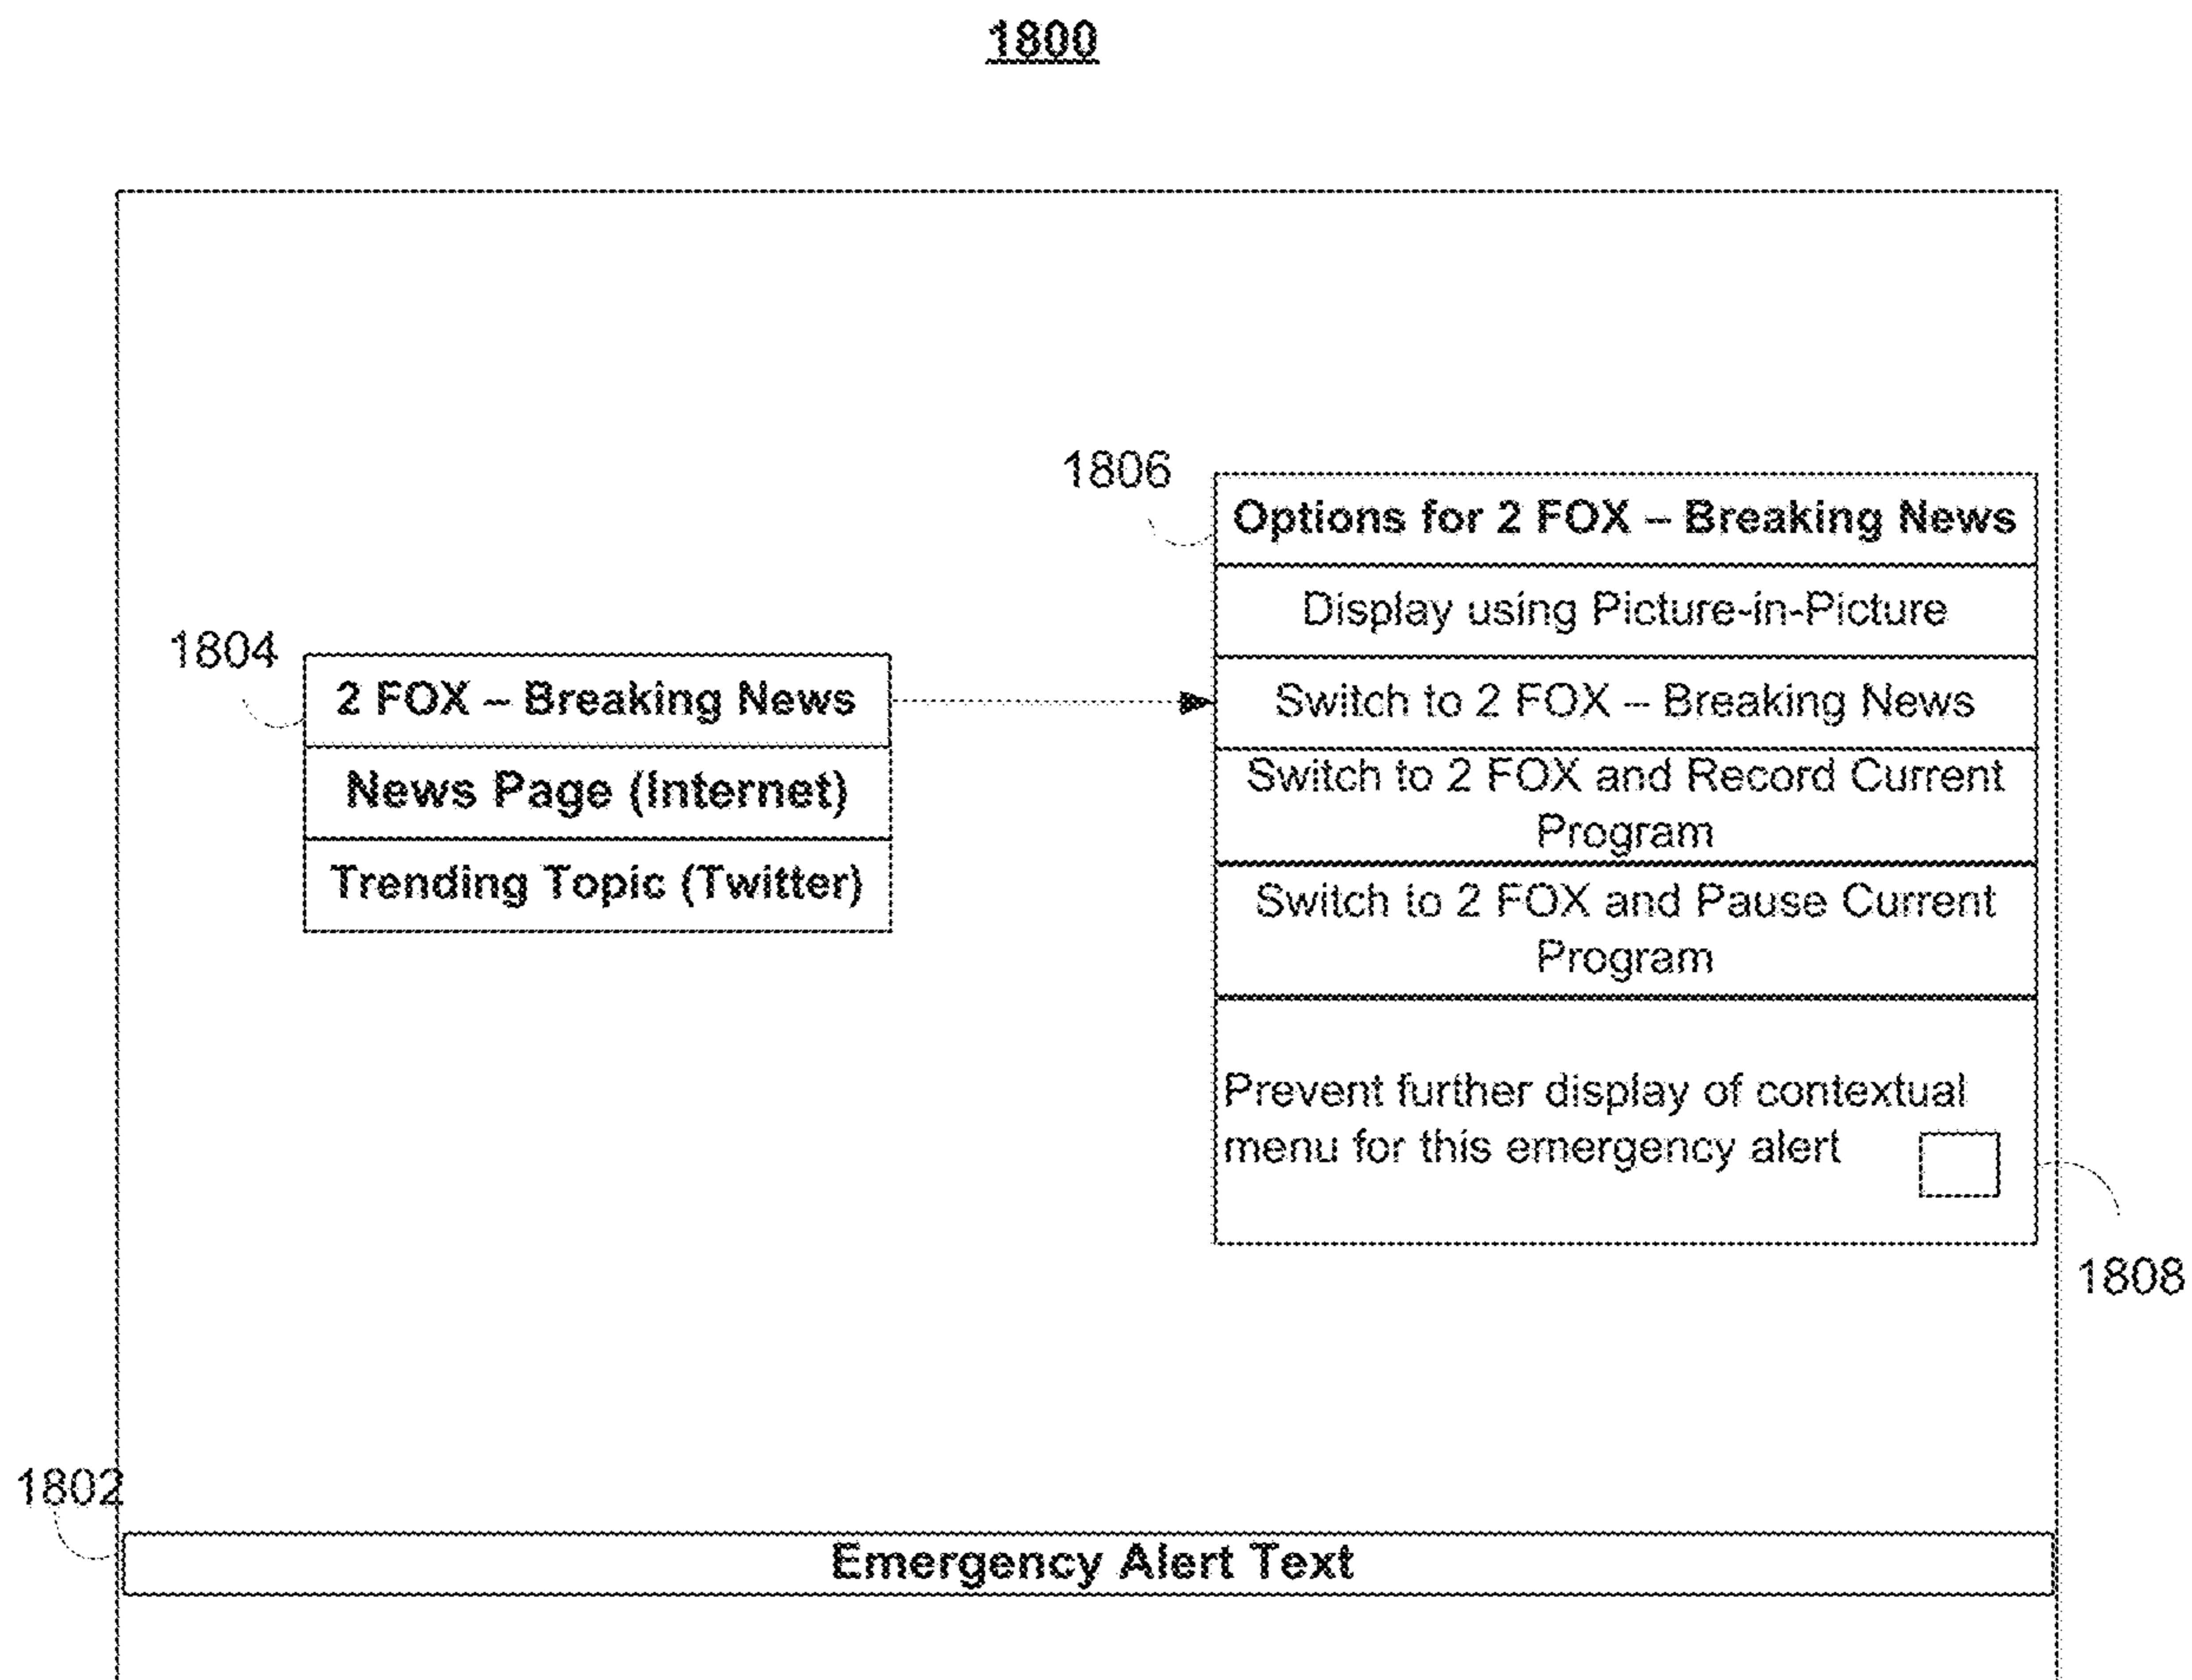 1800
1806
Options for 2 FOX – Breaking News
Display using Picture-in-Picture
1804
2 FOX – Breaking News
Switch to 2 FOX – Breaking News
News Page (Internet)
Switch to 2 FOX and Record Current
Program
Trending Topic (Twitter)
Switch to 2 FOX and Pause Current
Program
Prevent further display of contextual
menu for this emergency alert
1808
1802
Emergency Alert Text